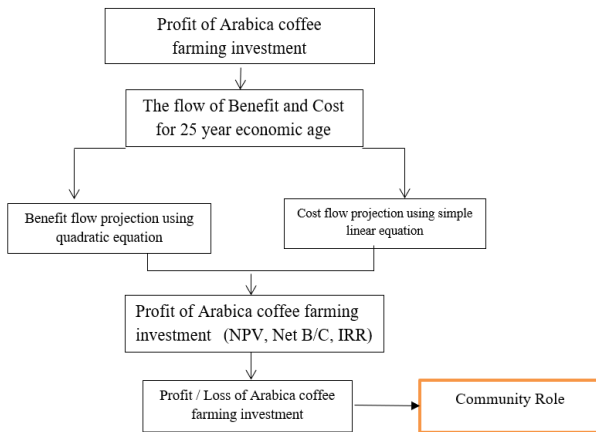 Profit of Arabica coffee
farming investment
The flow of Benefit and Cost
for 25 year economic age
Benefit flow projection using
quadratic equation
Cost flow projection using simple
linear equation
Profit of Arabica coffee farming
investment (NPV, Net B/C, IRR)
Profit / Loss of Arabica coffee
farming investment
Community Role